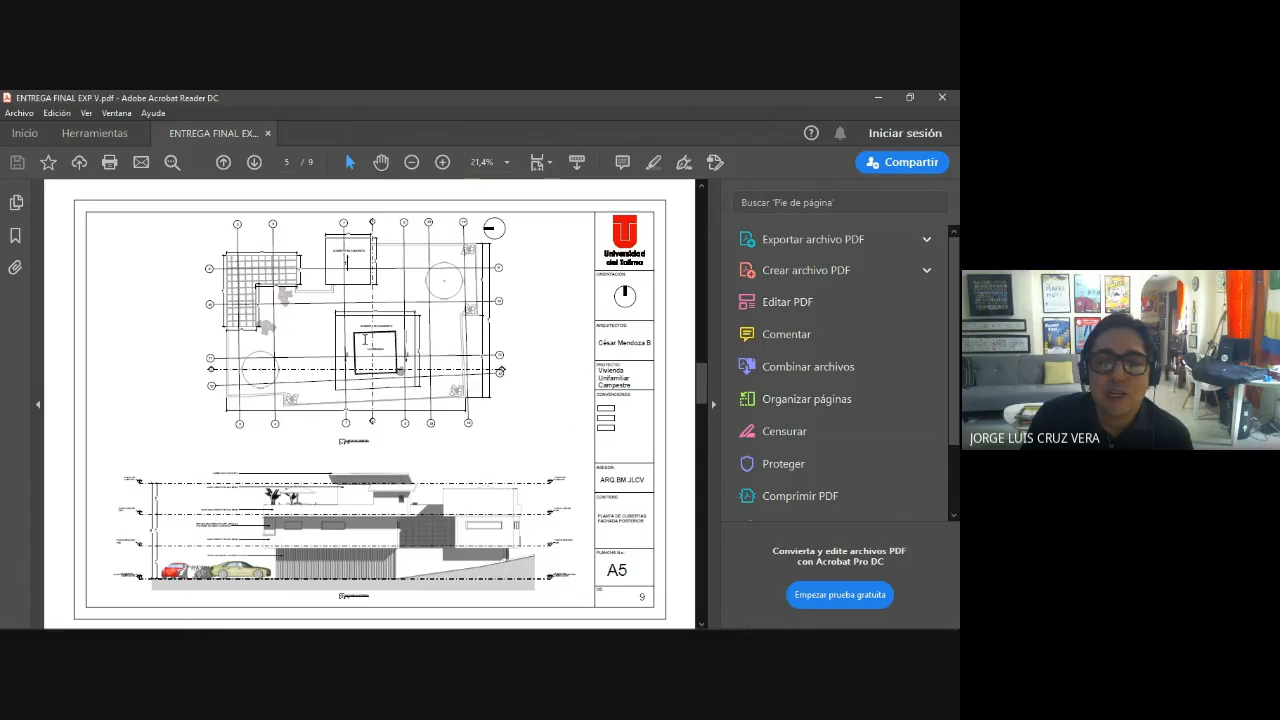 ENTREGA FINAL EXP V.pdf - Adobe Acrobat Reader DC
Archivo Edición Ver Ventana Ayuda
Inicio Herramientas ENTREGA FINAL EX... Iniciar sesión
5 / 9 21,4% Compartir
Buscar 'Pie de página'
Exportar archivo PDF
Crear archivo PDF
Editar PDF
Comentar
Combinar archivos
Organizar páginas
Censurar
Proteger
Comprimir PDF
Convierta y edite archivos PDF
con Acrobat Pro DC
Empezar prueba gratuita
Universidad
del Tolima
ORIENTACION:
ARQUITECTOS:
César Mendoza B
PROYECTO:
Vivienda
Unifamiliar
Campestre
CONVENCIONES:
ASESOR:
ARQ.BM.JLCV
CONTIENE:
PLANTA DE CUBIERTAS
FACHADA POSTERIOR
PLANCHA No.:
A5
DE:
9
JORGE LUIS CRUZ VERA